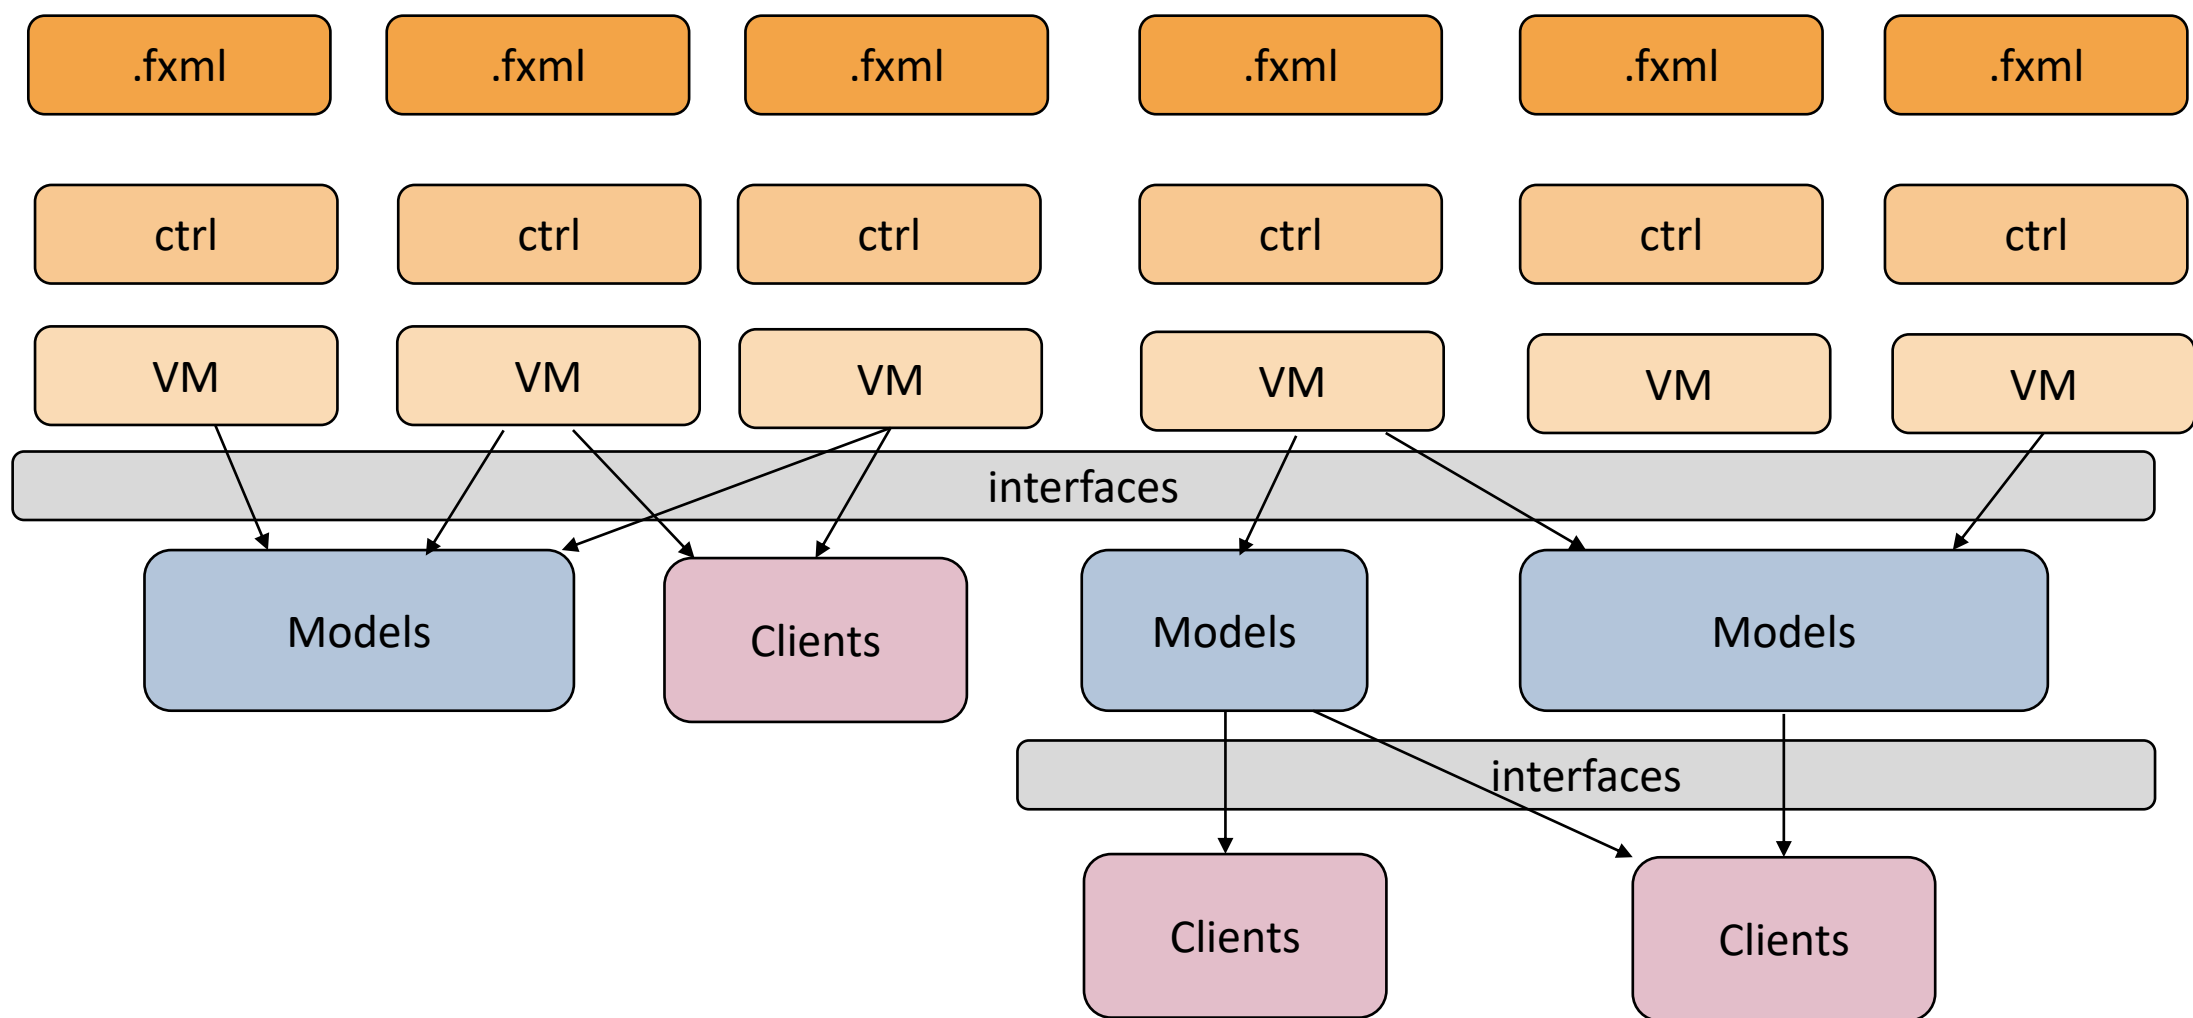 .fxml
.fxml
.fxml
.fxml
.fxml
.fxml
ctrl
ctrl
ctrl
ctrl
ctrl
ctrl
VM
VM
VM
VM
VM
VM
interfaces
Models
Clients
Models
Models
interfaces
Clients
Clients